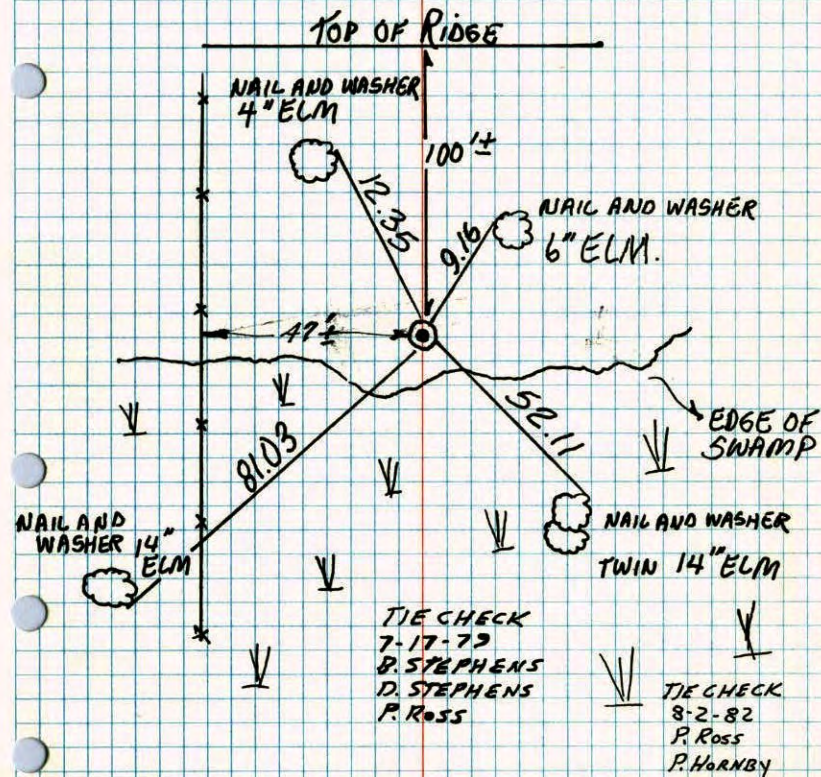 TOP OF RIDGE
NAIL AND WASHER
4" ELM
100'±
12.35
9.16
NAIL AND WASHER
6" ELM.
47'±
81.03
52.11
EDGE OF
SWAMP
NAIL AND
WASHER 14"
ELM
NAIL AND WASHER
TWIN 14" ELM
TIE CHECK
7-17-79
B. STEPHENS
D. STEPHENS
P. ROSS
TIE CHECK
8-2-82
P. ROSS
P. HORNBY